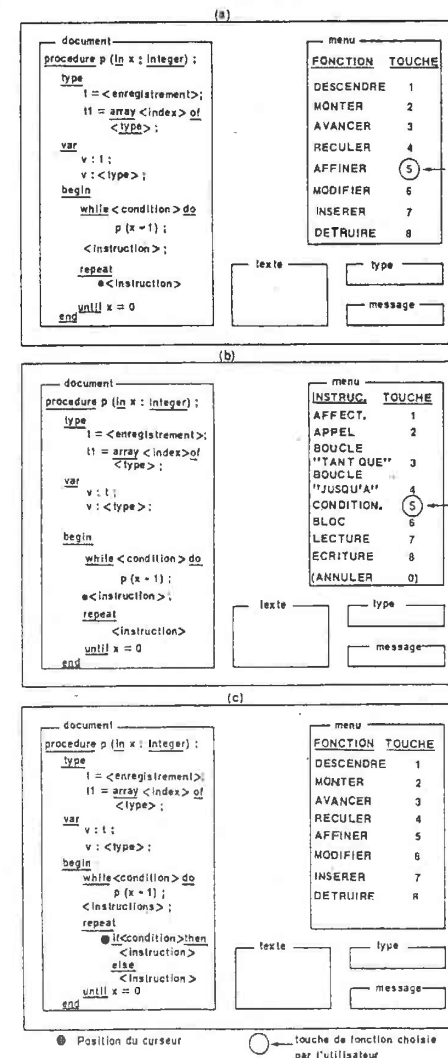 (a)
document
procedure p (in x : integer) ;
type
t = <enregistrement>;
t1 = array <index> of
<type> ;
var
v : t ;
v : <type> ;
begin
while <condition> do
p (x - 1) ;
<instruction> ;
repeat
<instruction>
until x = 0
end
menu
FONCTION TOUCHE
DESCENDRE 1
MONTER 2
AVANCER 3
RECULER 4
AFFINER 5
MODIFIER 6
INSERER 7
DETRUIRE 8
texte
type
message
(b)
document
procedure p (in x : integer) ;
type
t = <enregistrement>;
t1 = array <index> of
<type> ;
var
v : t ;
v : <type> ;
begin
while <condition> do
p (x - 1) ;
<instruction> ;
repeat
<instruction>
until x = 0
end
menu
INSTRUC. TOUCHE
AFFECT. 1
APPEL 2
BOUCLE
"TANT QUE" 3
BOUCLE
"JUSQU'A" 4
CONDITION. 5
BLOC 6
LECTURE 7
ECRITURE 8
(ANNULER 0)
texte
type
message
(c)
document
procedure p (in x : integer) ;
type
t = <enregistrement>;
t1 = array <index> of
<type> ;
var
v : t ;
v : <type> ;
begin
while <condition> do
p (x - 1) ;
<instructions> ;
repeat
if <condition> then
<instruction>
else
<instruction>
until x = 0
end
menu
FONCTION TOUCHE
DESCENDRE 1
MONTER 2
AVANCER 3
RECULER 4
AFFINER 5
MODIFIER 6
INSERER 7
DETRUIRE 8
texte
type
message
Position du curseur
touche de fonction choisie
par l'utilisateur